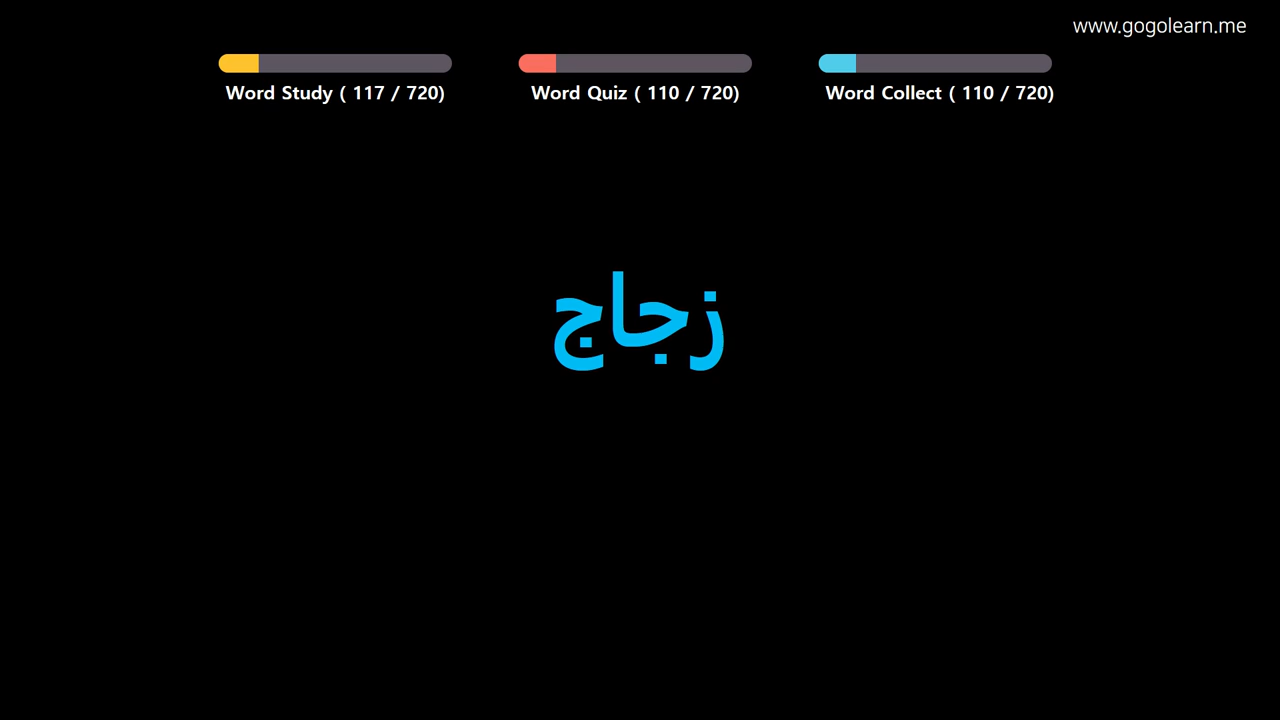 www.gogolearn.me
Word Study ( 117 / 720)
Word Quiz ( 110 / 720)
Word Collect ( 110 / 720)
زجاج